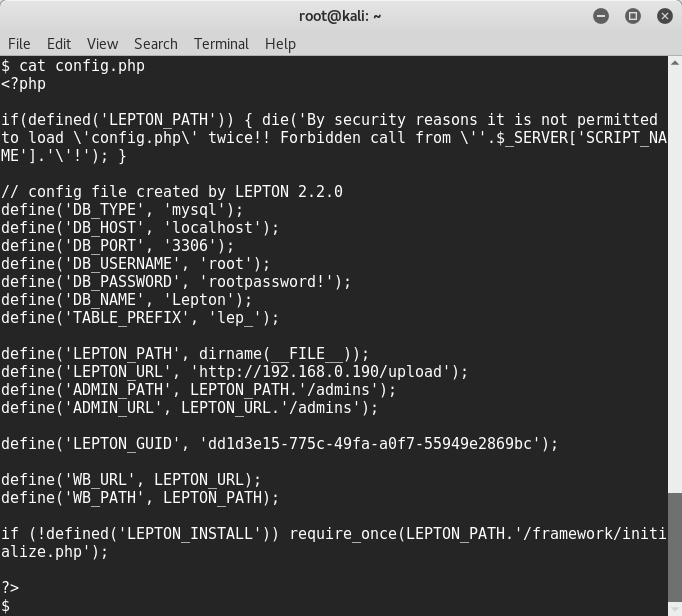 root@kali: ~
File Edit View Search Terminal Help
$ cat config.php
<?php
if(defined('LEPTON_PATH')) { die('By security reasons it is not permitted
to load \'config.php\' twice!! Forbidden call from \''.$_SERVER['SCRIPT_NA
ME'].'\'!'); }
// config file created by LEPTON 2.2.0
define('DB_TYPE', 'mysql');
define('DB_HOST', 'localhost');
define('DB_PORT', '3306');
define('DB_USERNAME', 'root');
define('DB_PASSWORD', 'rootpassword!');
define('DB_NAME', 'Lepton');
define('TABLE_PREFIX', 'lep_');
define('LEPTON_PATH', dirname(__FILE__));
define('LEPTON_URL', 'http://192.168.0.190/upload');
define('ADMIN_PATH', LEPTON_PATH.'/admins');
define('ADMIN_URL', LEPTON_URL.'/admins');
define('LEPTON_GUID', 'dd1d3e15-775c-49fa-a0f7-55949e2869bc');
define('WB_URL', LEPTON_URL);
define('WB_PATH', LEPTON_PATH);
if (!defined('LEPTON_INSTALL')) require_once(LEPTON_PATH.'/framework/initi
alize.php');
?>
$